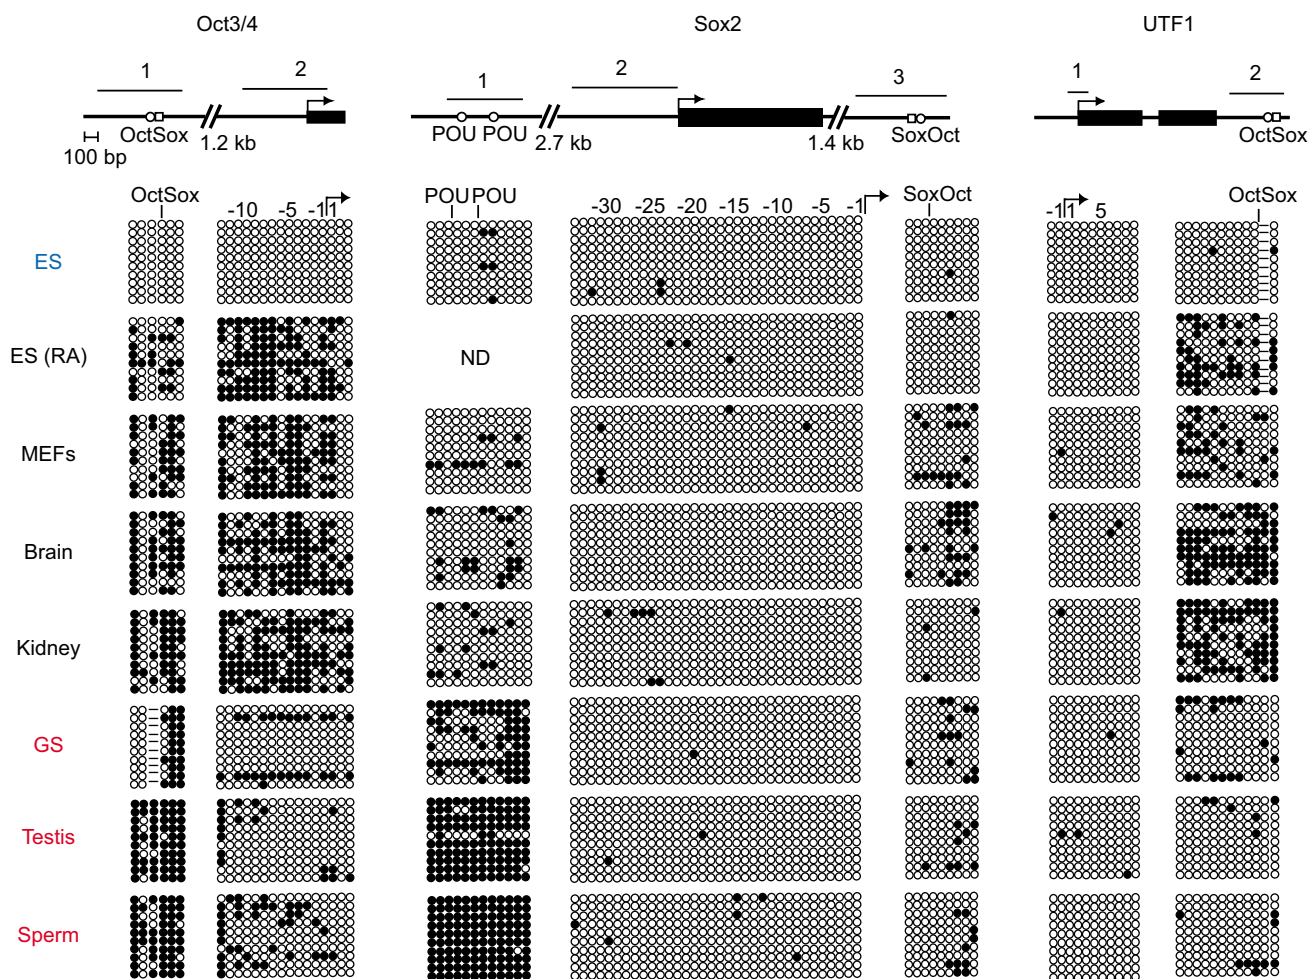 Oct3/4 Sox2 UTF1
1 2 1 2 3 1 2
OctSox POU POU SoxOct OctSox
100 bp 1.2 kb 2.7 kb 1.4 kb
OctSox -10 -5 -1 1 POU POU -30 -25 -20 -15 -10 -5 -1 SoxOct -1 1 5 OctSox
ES
ES (RA) ND
MEFs
Brain
Kidney
GS
Testis
Sperm